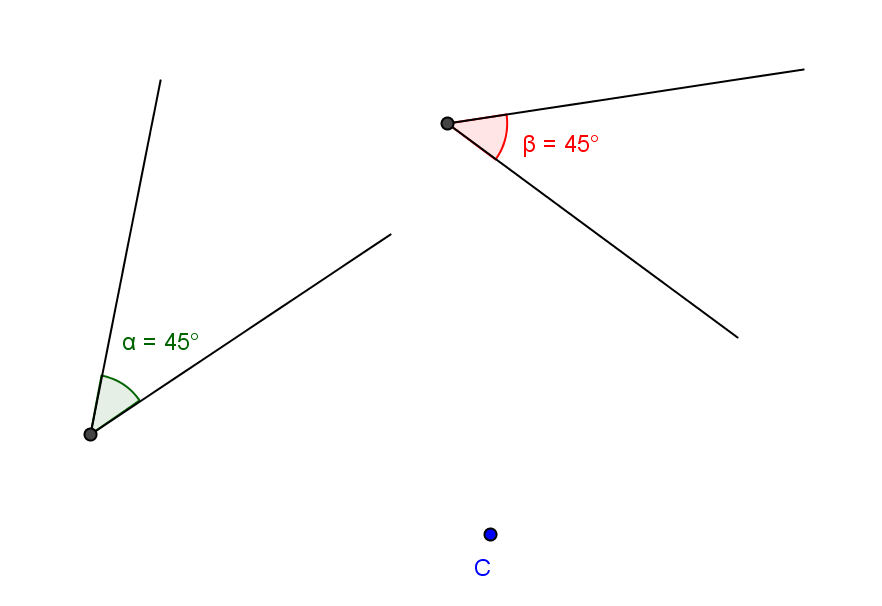 β = 45°
α = 45°
C